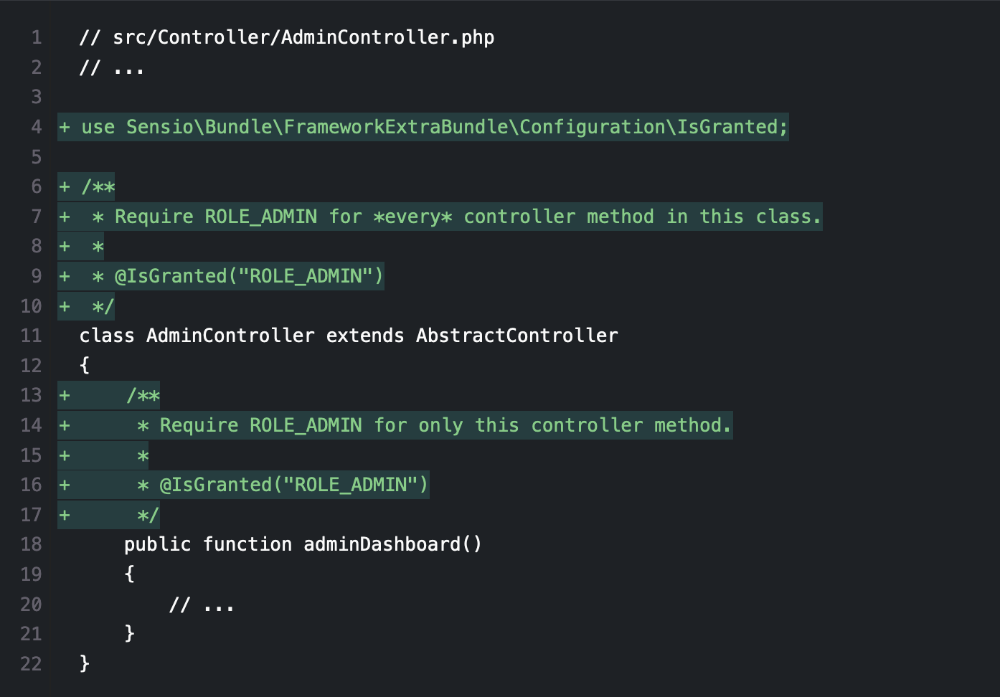 1 // src/Controller/AdminController.php
2 // ...
3
4 + use Sensio\Bundle\FrameworkExtraBundle\Configuration\IsGranted;
5
6 + /**
7 +  * Require ROLE_ADMIN for *every* controller method in this class.
8 +  *
9 +  * @IsGranted("ROLE_ADMIN")
10 +  */
11   class AdminController extends AbstractController
12   {
13 +     /**
14 +      * Require ROLE_ADMIN for only this controller method.
15 +      *
16 +      * @IsGranted("ROLE_ADMIN")
17 +      */
18       public function adminDashboard()
19       {
20           // ...
21       }
22   }